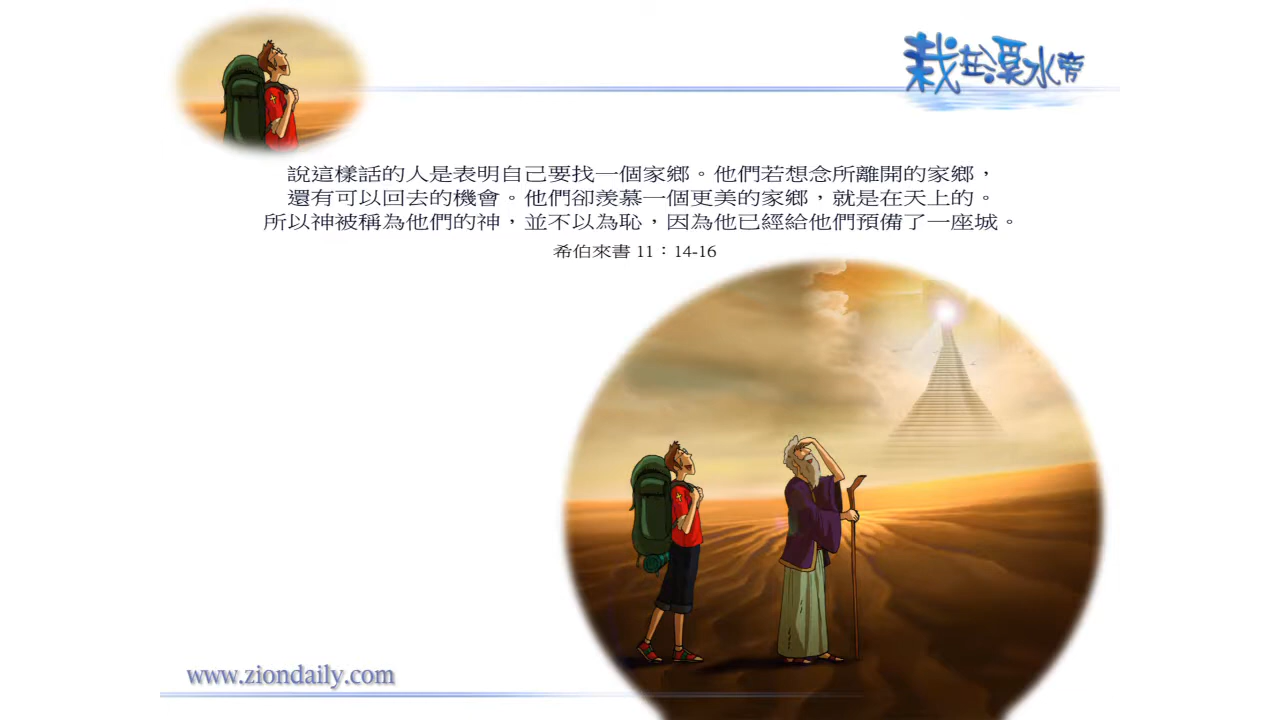 栽在溪水帝
說這樣話的人是表明自己要找一個家鄉。他們若想念所離開的家鄉，
還有可以回去的機會。他們卻羨慕一個更美的家鄉，就是在天上的。
所以神被稱為他們的神，並不以為恥，因為他已經給他們預備了一座城。
希伯來書 11：14-16
www.ziondaily.com